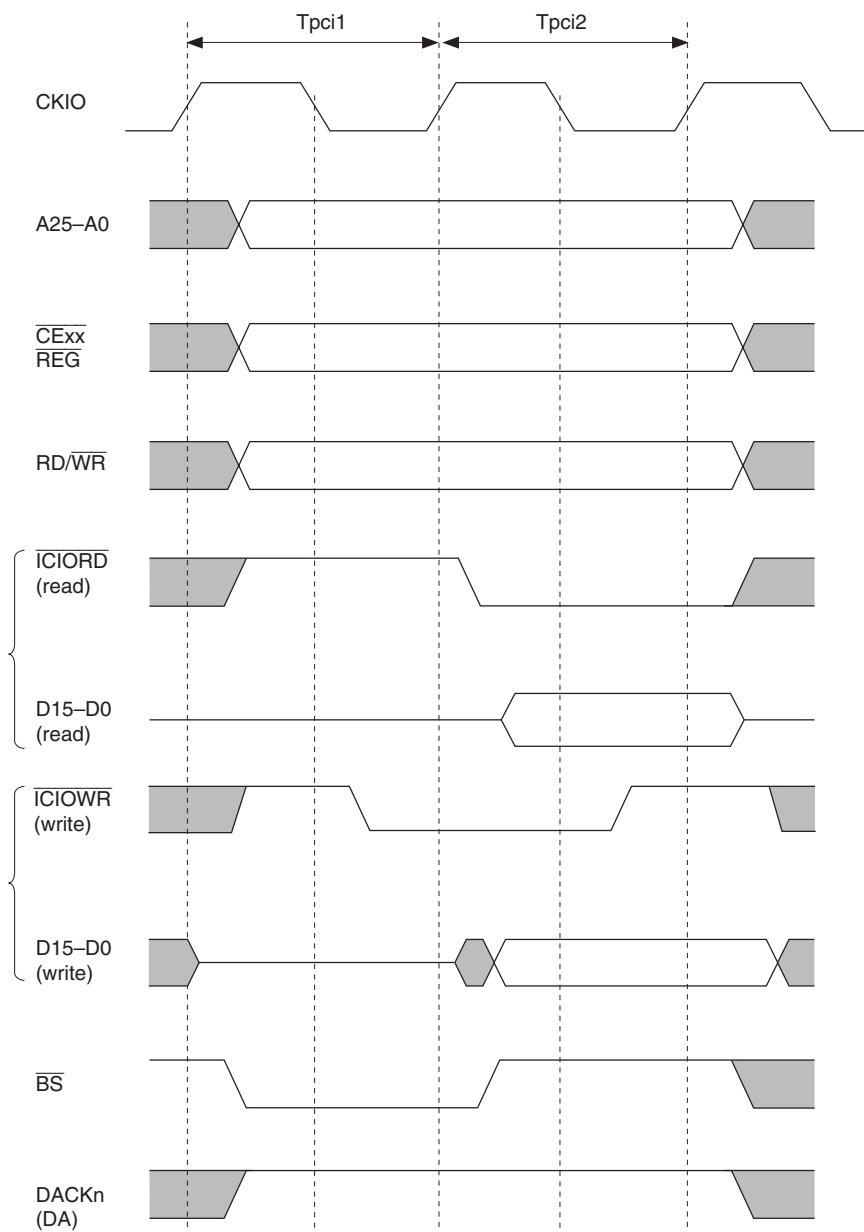 Tpci1 Tpci2
CKIO
A25–A0
CExx
REG
RD/WR
ICIORD
(read)
D15–D0
(read)
ICIOWR
(write)
D15–D0
(write)
BS
DACKn
(DA)